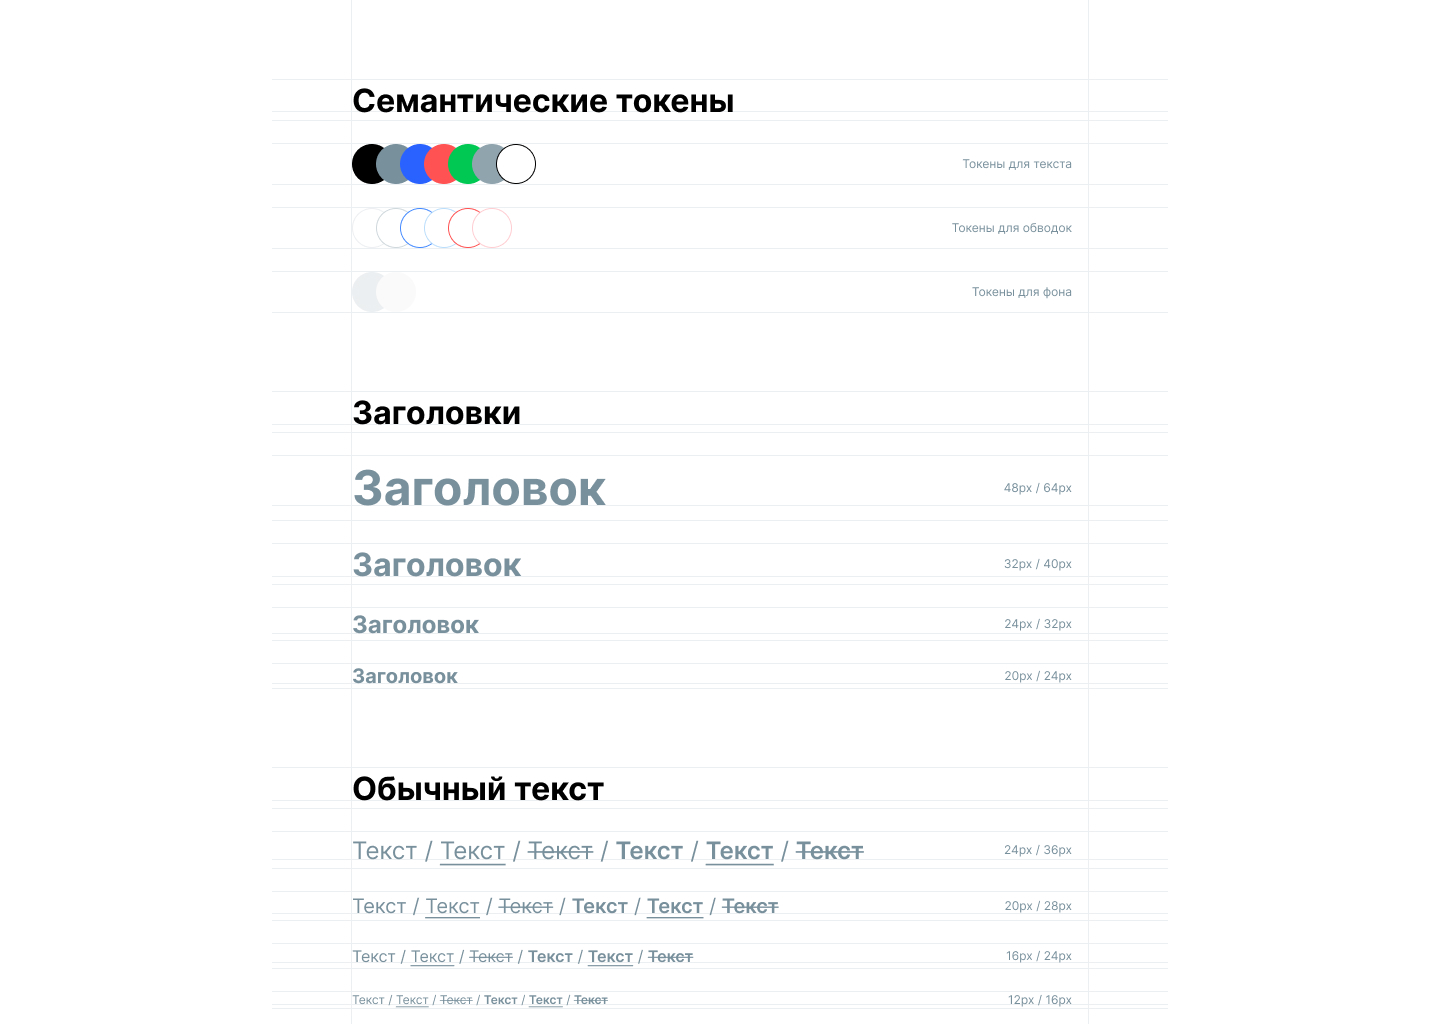 Семантические токены
Токены для текста
Токены для обводок
Токены для фона
Заголовки
Заголовок 48px / 64px
Заголовок 32px / 40px
Заголовок 24px / 32px
Заголовок 20px / 24px
Обычный текст
Текст / Текст / Текст / Текст / Текст / Текст 24px / 36px
Текст / Текст / Текст / Текст / Текст / Текст 20px / 28px
Текст / Текст / Текст / Текст / Текст / Текст 16px / 24px
Текст / Текст / Текст / Текст / Текст / Текст 12px / 16px